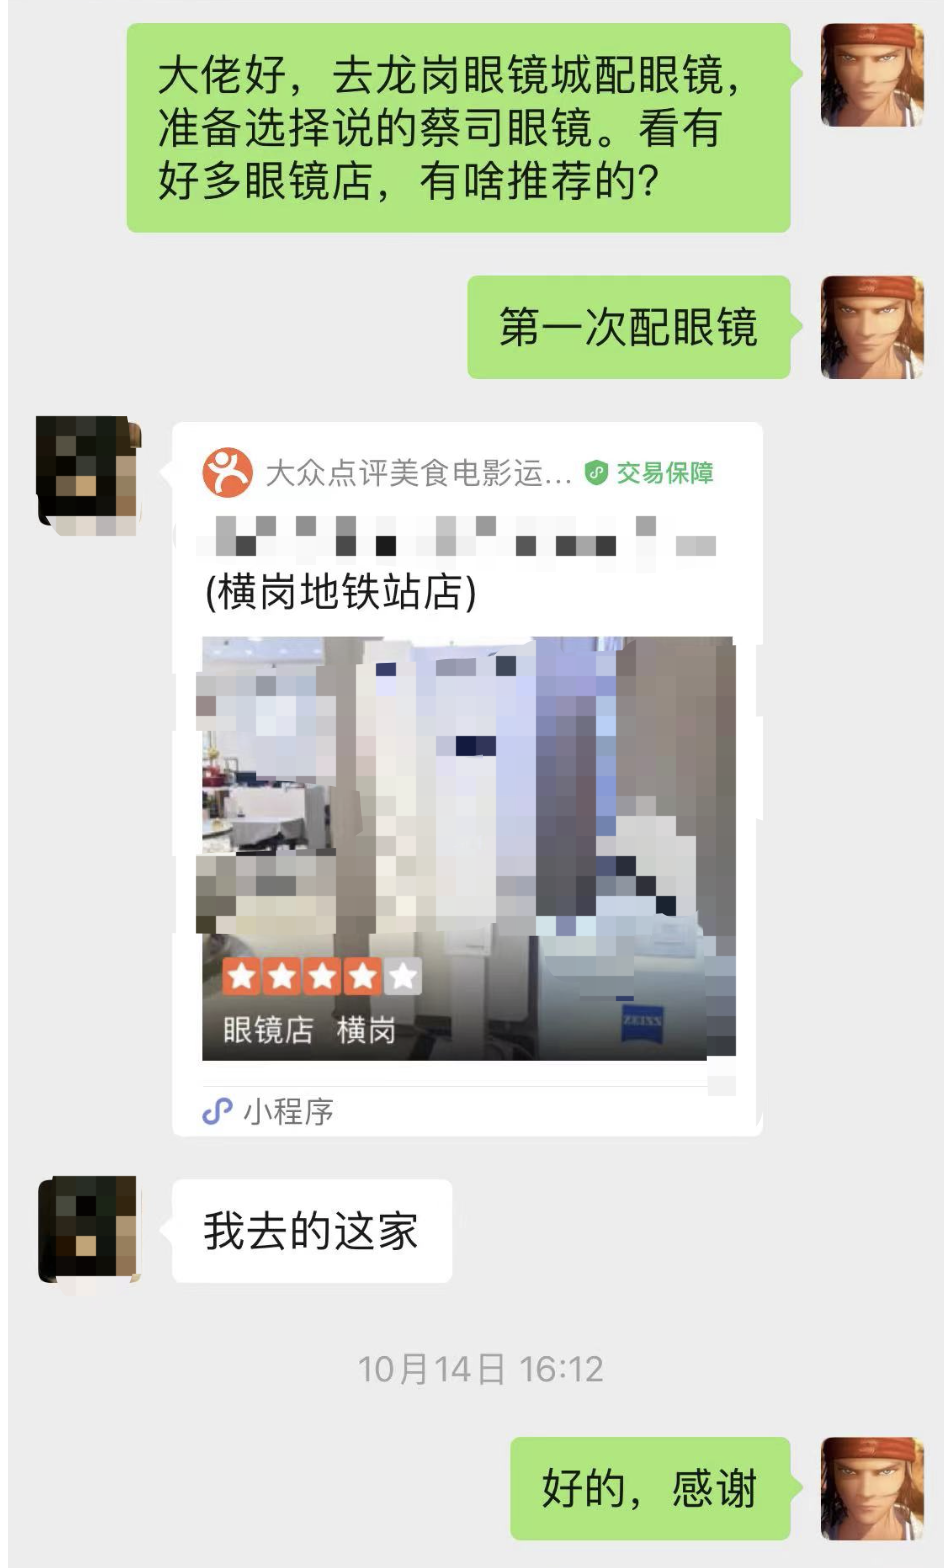 大佬好，去龙岗眼镜城配眼镜，
准备选择说的蔡司眼镜。看有
好多眼镜店，有啥推荐的?
第一次配眼镜
大众点评美食电影运... 交易保障
(横岗地铁站店)
眼镜店 横岗
ZEISS
小程序
我去的这家
10月14日 16:12
好的，感谢